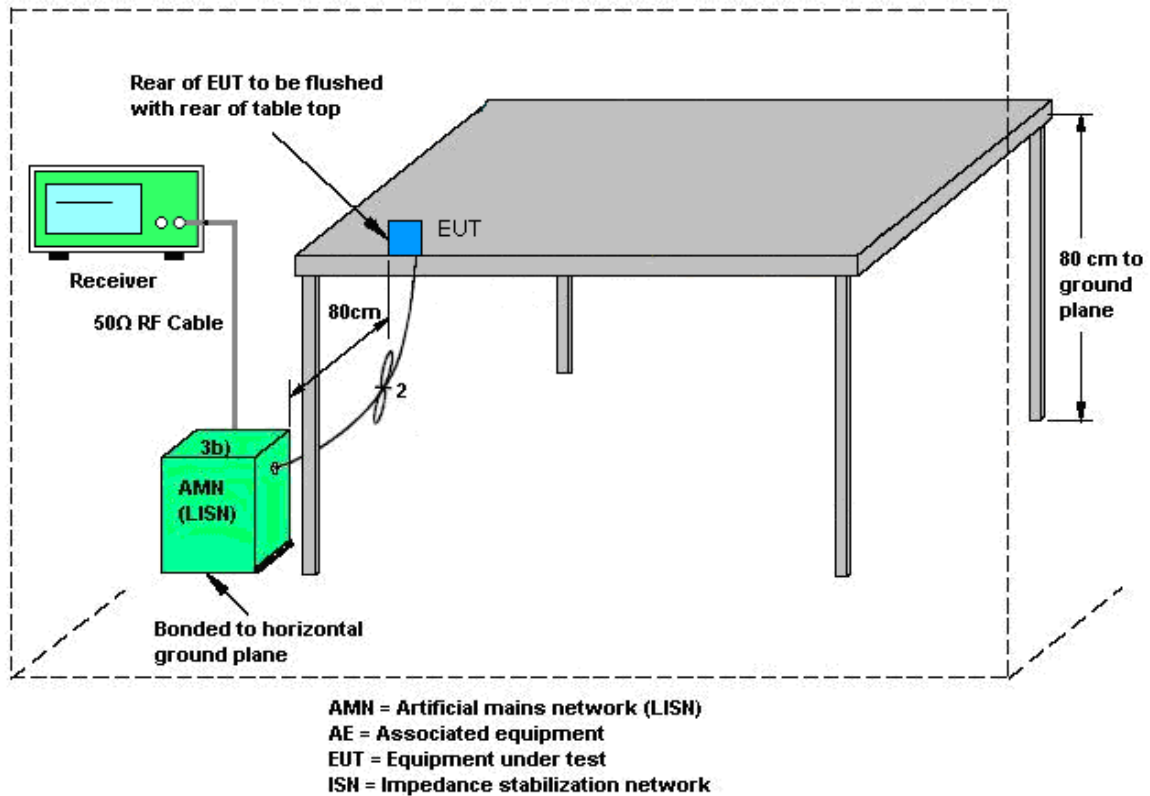 Rear of EUT to be flushed
with rear of table top
EUT
Receiver
50Ω RF Cable
80cm
80 cm to
ground
plane
2
3b)
AMN
(LISN)
Bonded to horizontal
ground plane
AMN = Artificial mains network (LISN)
AE = Associated equipment
EUT = Equipment under test
ISN = Impedance stabilization network